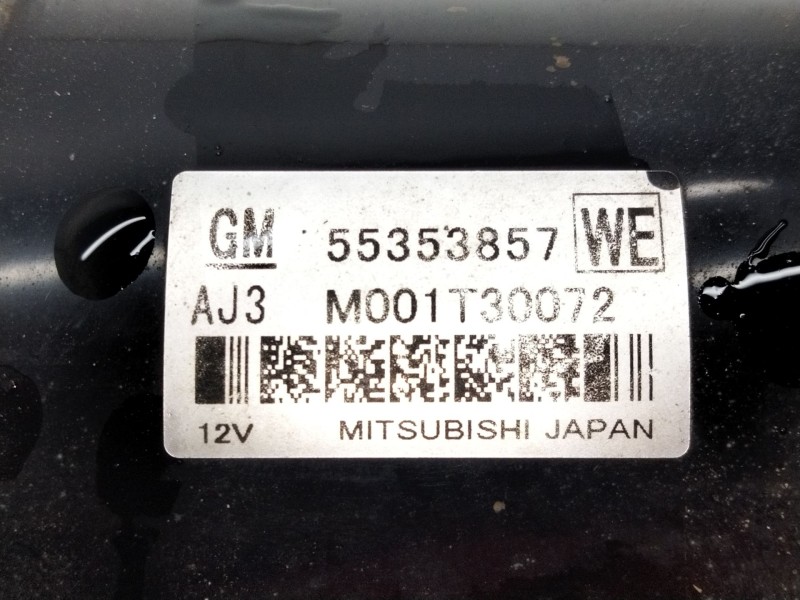 GM 55353857 WE
AJ3 M001T30072
12V MITSUBISHI JAPAN